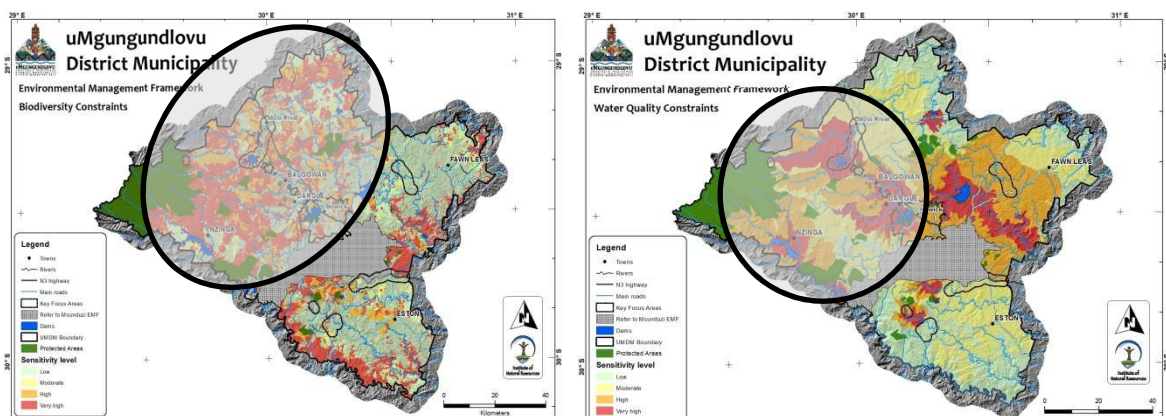 29° E
30° E
31° E
29° S
uMgungundlovu
District Municipality
Environmental Management Framework
Biodiversity Constraints
Mooi River
BALGOWAN
DARGLE
Howick
NZINGA
FAWN LEAS
ESTON
30° S
Legend
Towns
Rivers
N3 highway
Main roads
Key Focus Areas
Refer to Msunduzi EMF
Dams
UMDM Boundary
Protected Areas
Sensitivity level
Low
Moderate
High
Very high
N
Institute of
Natural Resources
0 20 40
Kilometers
29° E
30° E
31° E
29° S
uMgungundlovu
District Municipality
Environmental Management Framework
Water Quality Constraints
Mooi River
BALGOWAN
DARGLE
NZINGA
FAWN LEAS
ESTON
30° S
Legend
Towns
Rivers
N3 highway
Main roads
Key Focus Areas
Refer to Msunduzi EMF
Dams
UMDM Boundary
Protected Areas
Sensitivity level
Low
Moderate
High
Very high
N
Institute of
Natural Resources
0 20 40